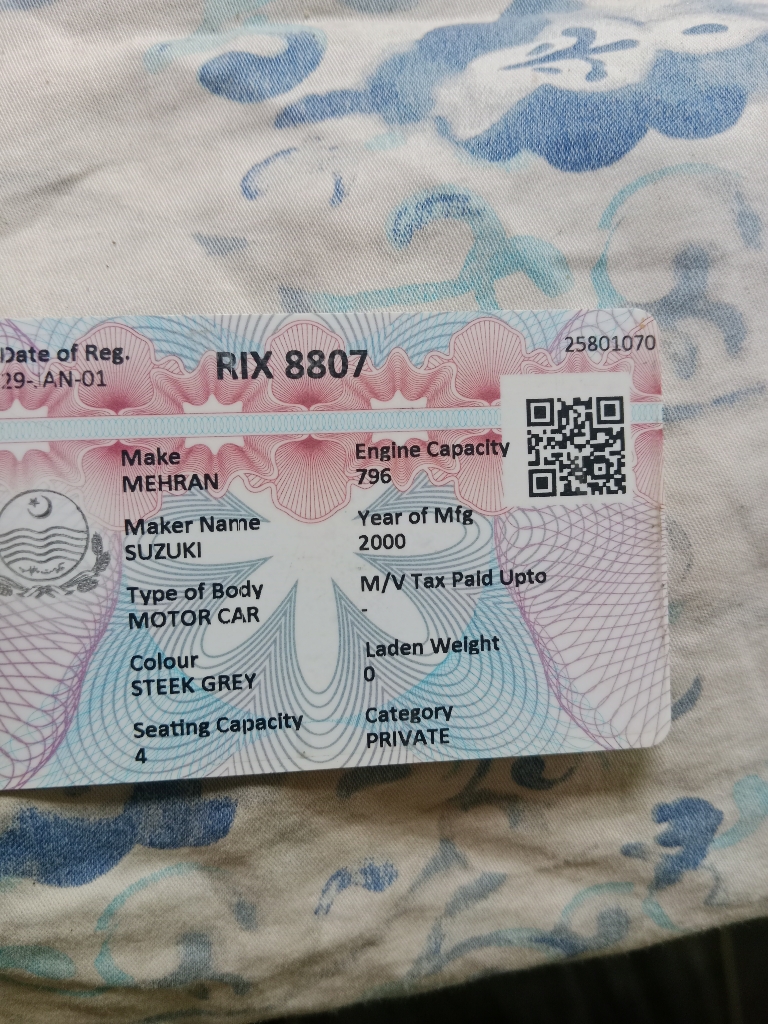 Date of Reg.
29-JAN-01
RIX 8807
25801070
Make
MEHRAN
Engine Capacity
796
Maker Name
SUZUKI
Year of Mfg
2000
Type of Body
MOTOR CAR
M/V Tax Paid Upto
-
Colour
STEEK GREY
Laden Weight
0
Seating Capacity
4
Category
PRIVATE